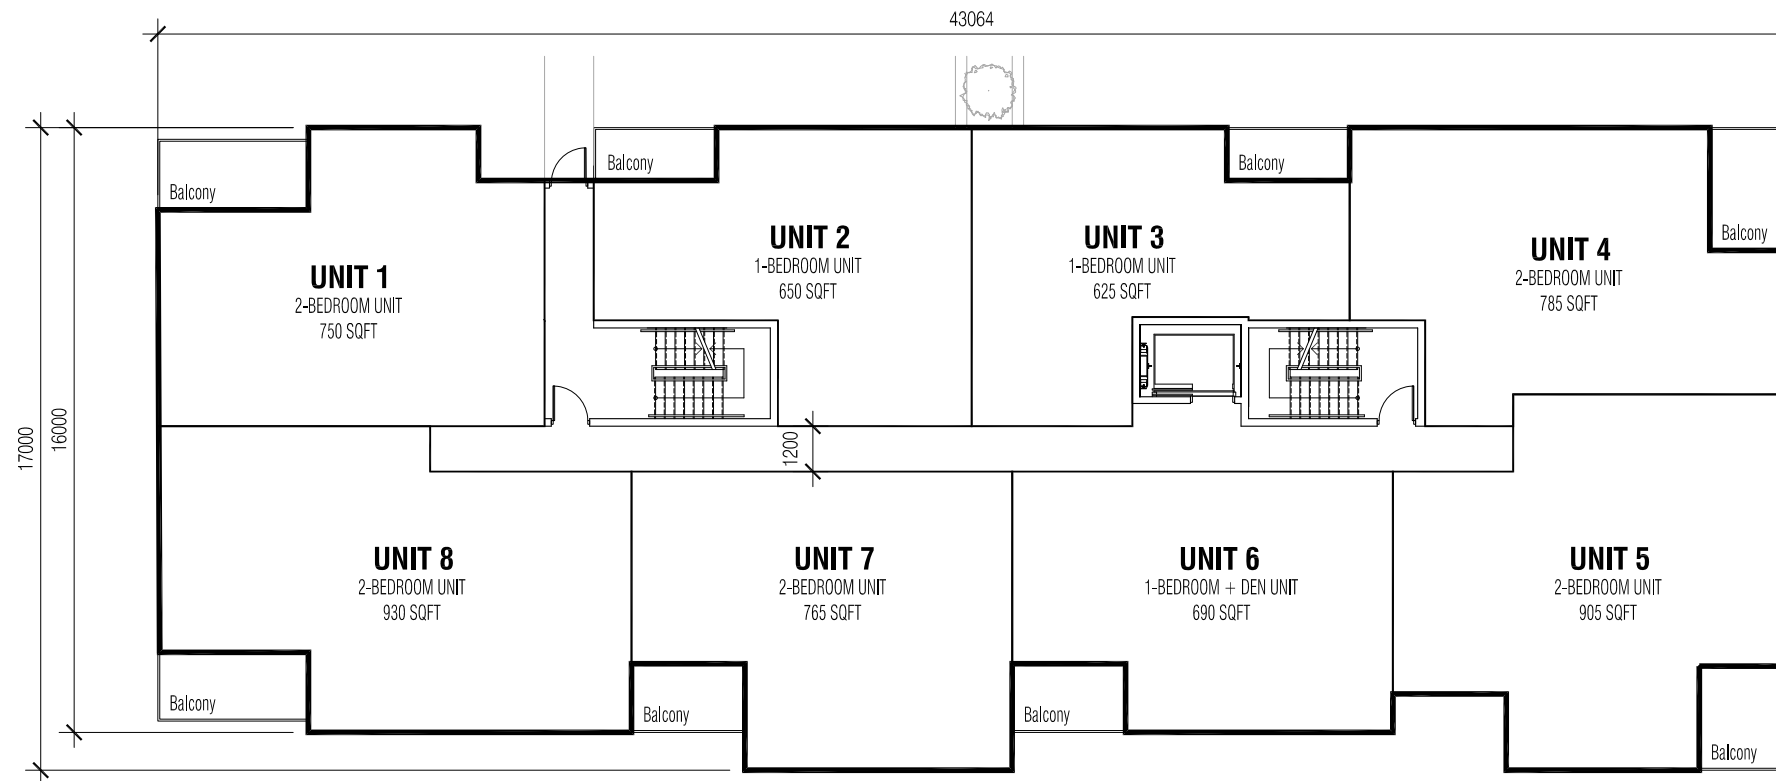 43064
Balcony
Balcony
Balcony
Balcony
UNIT 1
2-BEDROOM UNIT
750 SQFT
UNIT 2
1-BEDROOM UNIT
650 SQFT
UNIT 3
1-BEDROOM UNIT
625 SQFT
UNIT 4
2-BEDROOM UNIT
785 SQFT
17000
16000
1200
UNIT 8
2-BEDROOM UNIT
930 SQFT
UNIT 7
2-BEDROOM UNIT
765 SQFT
UNIT 6
1-BEDROOM + DEN UNIT
690 SQFT
UNIT 5
2-BEDROOM UNIT
905 SQFT
Balcony
Balcony
Balcony
Balcony